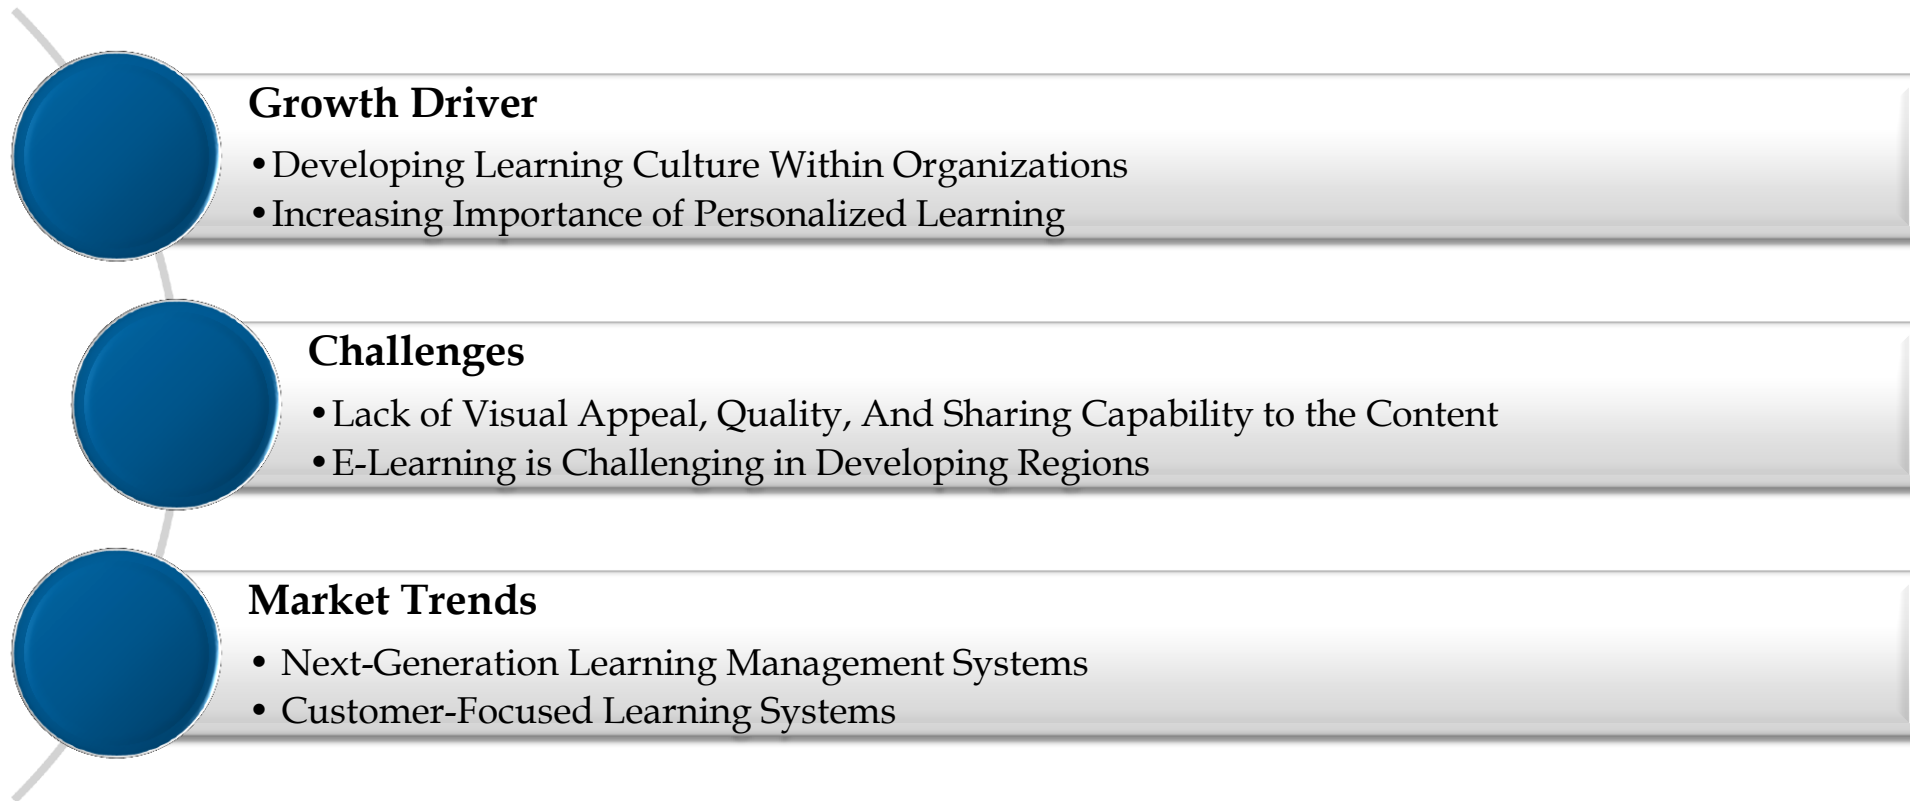 Growth Driver
•Developing Learning Culture Within Organizations
•Increasing Importance of Personalized Learning
Challenges
•Lack of Visual Appeal, Quality, And Sharing Capability to the Content
•E-Learning is Challenging in Developing Regions
Market Trends
• Next-Generation Learning Management Systems
• Customer-Focused Learning Systems